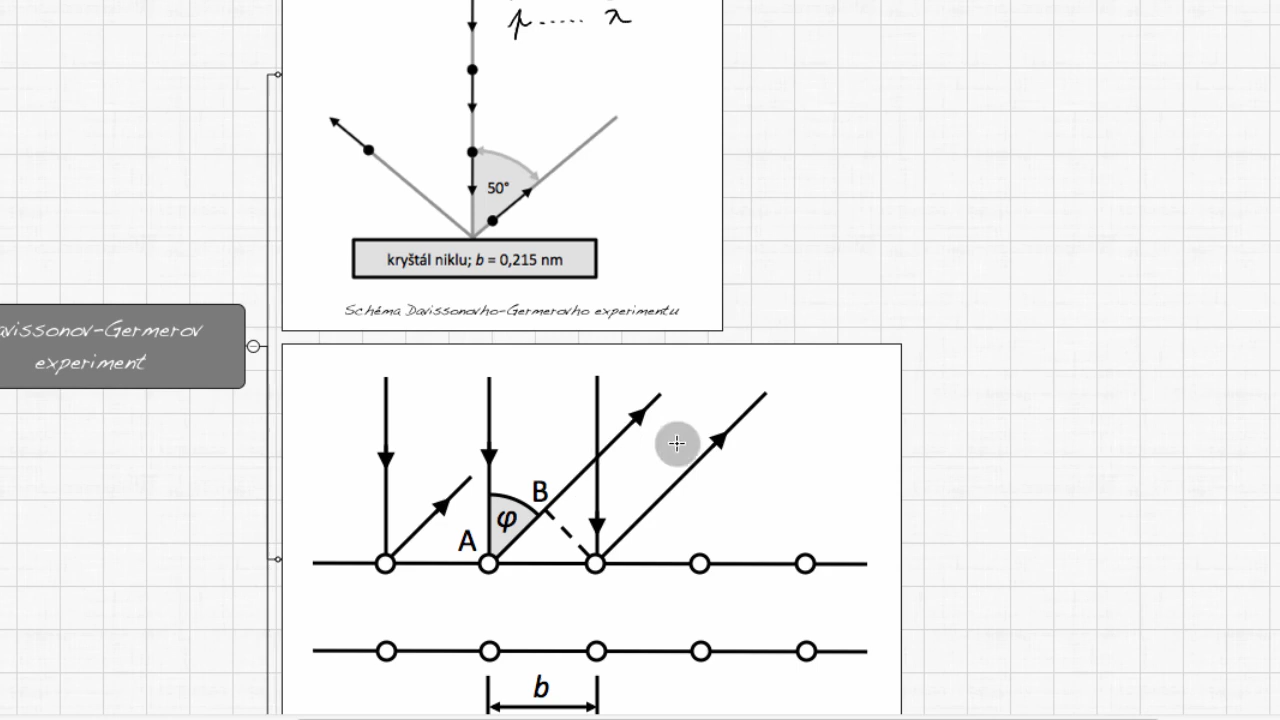 p ..... λ
50°
kryštál niklu; b = 0,215 nm
Schéma Davissonovho-Germerovho experimentu
avissonov-Germerov
experiment
B
φ
A
b